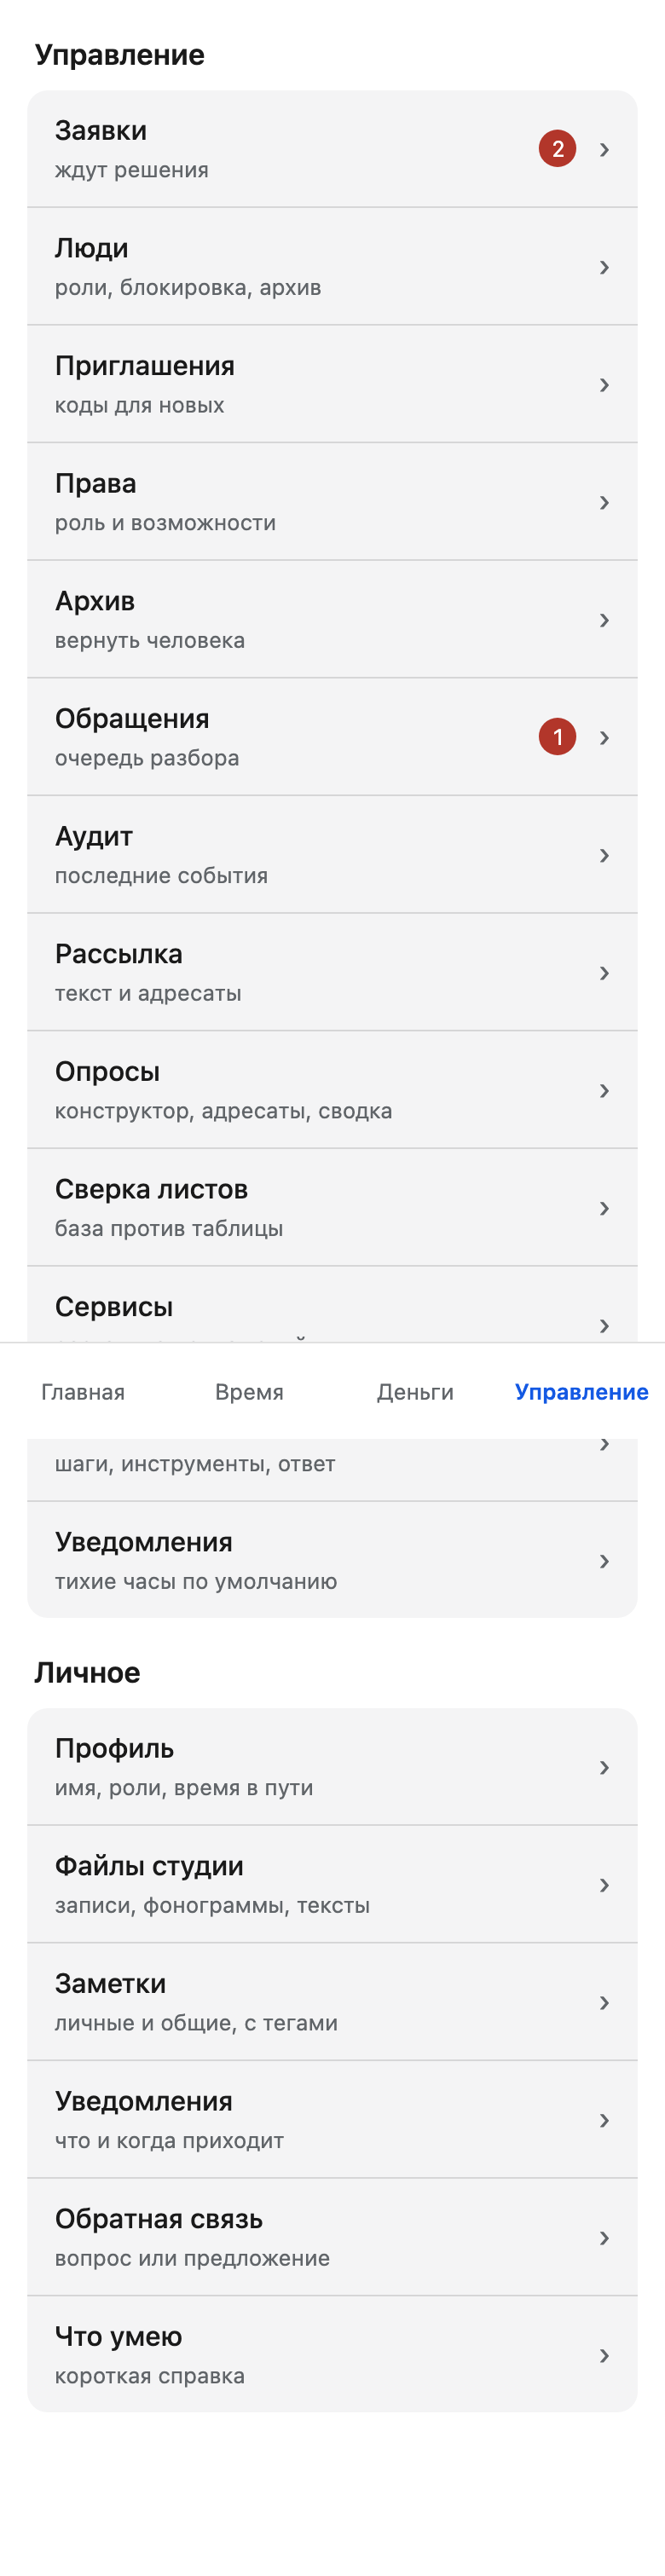 Управление
Заявки
2
ждут решения
Люди
роли, блокировка, архив
Приглашения
коды для новых
Права
роль и возможности
Архив
вернуть человека
Обращения
1
очередь разбора
Аудит
последние события
Рассылка
текст и адресаты
Опросы
конструктор, адресаты, сводка
Сверка листов
база против таблицы
Сервисы
Главная Время Деньги Управление
шаги, инструменты, ответ
Уведомления
тихие часы по умолчанию
Личное
Профиль
имя, роли, время в пути
Файлы студии
записи, фонограммы, тексты
Заметки
личные и общие, с тегами
Уведомления
что и когда приходит
Обратная связь
вопрос или предложение
Что умею
короткая справка